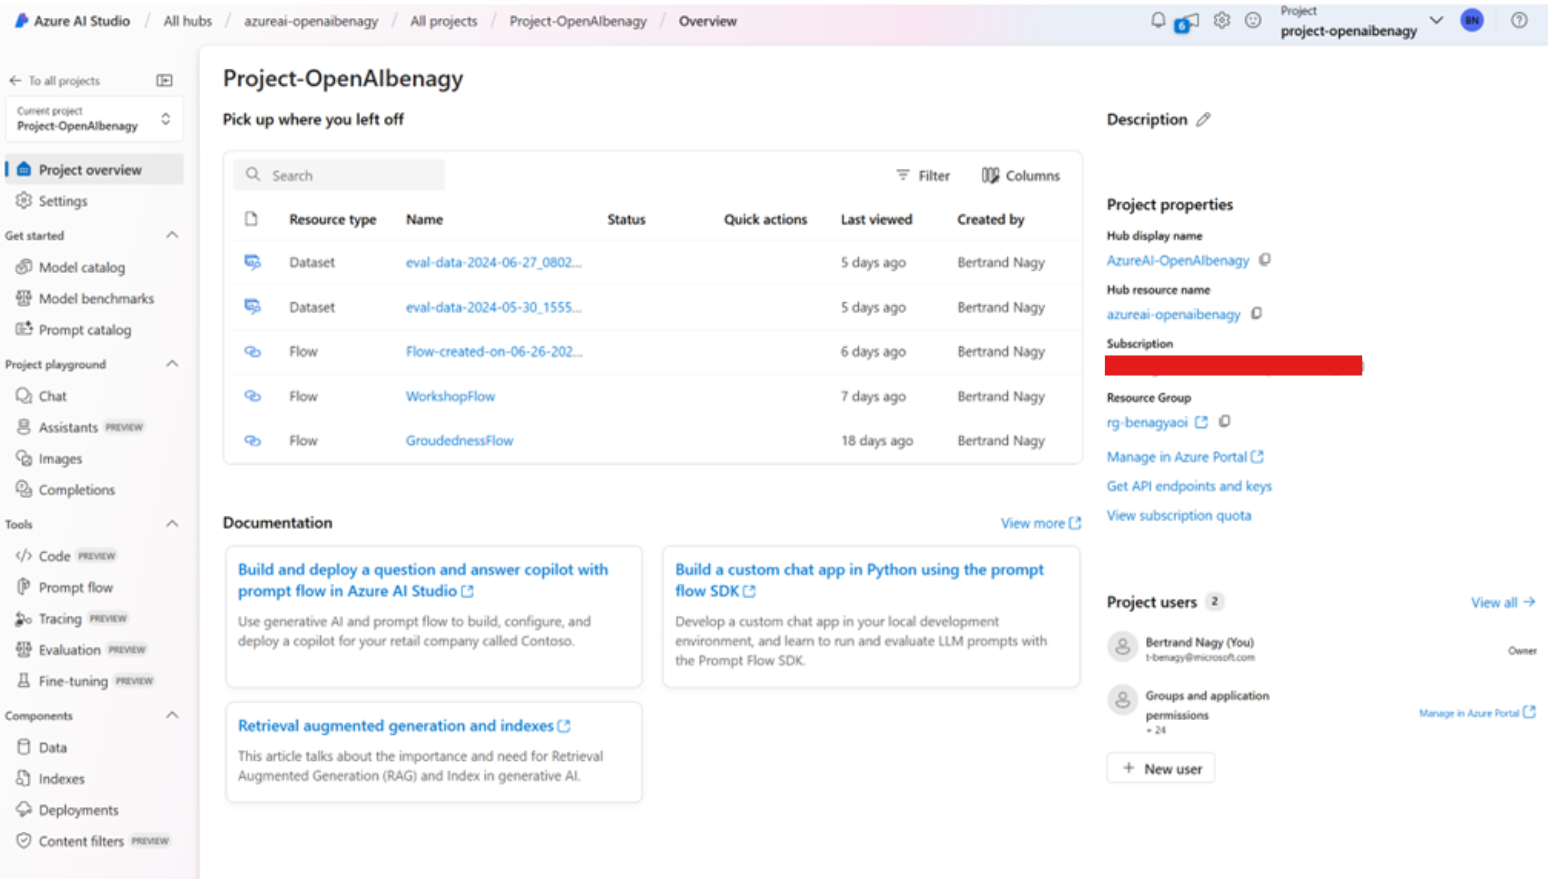 Azure AI Studio / All hubs / azureai-openaibenagy / All projects / Project-OpenAIbenagy / Overview
6
Project
project-openaibenagy
BN
To all projects
Current project
Project-OpenAIbenagy
Project overview
Settings
Get started
Model catalog
Model benchmarks
Prompt catalog
Project playground
Chat
Assistants PREVIEW
Images
Completions
Tools
Code PREVIEW
Prompt flow
Tracing PREVIEW
Evaluation PREVIEW
Fine-tuning PREVIEW
Components
Data
Indexes
Deployments
Content filters PREVIEW
Project-OpenAIbenagy
Pick up where you left off
Search
Filter
Columns
Resource type Name Status Quick actions Last viewed Created by
Dataset eval-data-2024-06-27_0802... 5 days ago Bertrand Nagy
Dataset eval-data-2024-05-30_1555... 5 days ago Bertrand Nagy
Flow Flow-created-on-06-26-202... 6 days ago Bertrand Nagy
Flow WorkshopFlow 7 days ago Bertrand Nagy
Flow GroudednessFlow 18 days ago Bertrand Nagy
Documentation
View more
Build and deploy a question and answer copilot with
prompt flow in Azure AI Studio
Use generative AI and prompt flow to build, configure, and
deploy a copilot for your retail company called Contoso.
Build a custom chat app in Python using the prompt
flow SDK
Develop a custom chat app in your local development
environment, and learn to run and evaluate LLM prompts with
the Prompt Flow SDK.
Retrieval augmented generation and indexes
This article talks about the importance and need for Retrieval
Augmented Generation (RAG) and Index in generative AI.
Description
Project properties
Hub display name
AzureAI-OpenAIbenagy
Hub resource name
azureai-openaibenagy
Subscription
Resource Group
rg-benagyaoi
Manage in Azure Portal
Get API endpoints and keys
View subscription quota
Project users 2
View all
Bertrand Nagy (You)
t-benagy@microsoft.com
Owner
Groups and application
permissions
+ 24
Manage in Azure Portal
+ New user